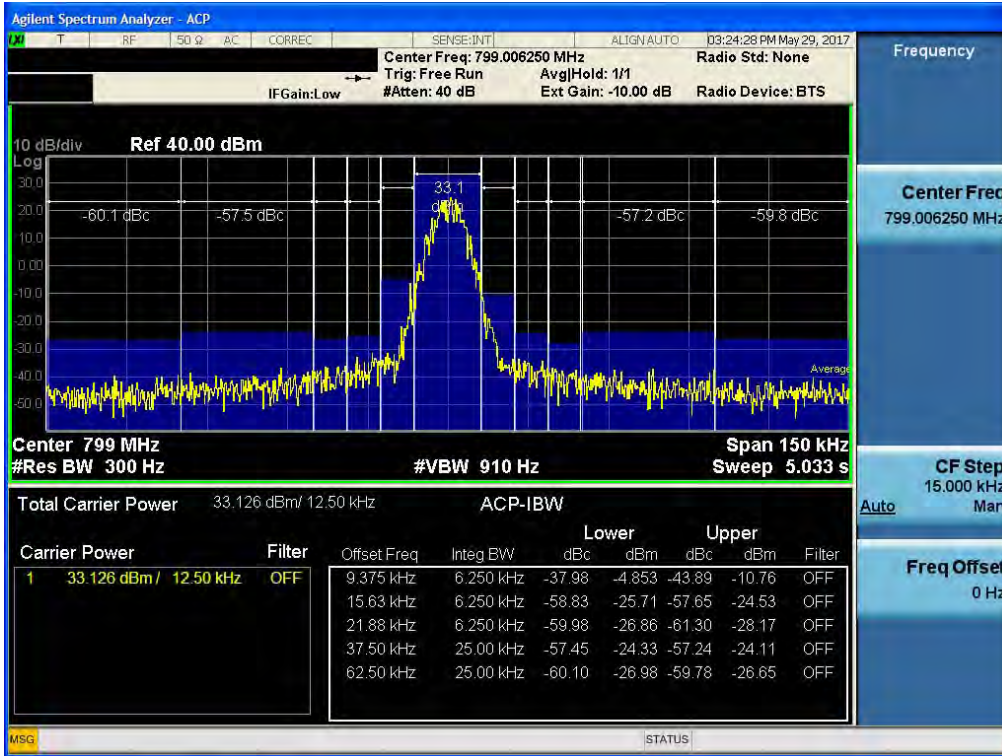 Agilent Spectrum Analyzer - ACP
LXI T RF 50 Ω AC CORREC SENSE:INT ALIGN AUTO 03:24:28 PM May 29, 2017
Center Freq: 799.006250 MHz Radio Std: None
Trig: Free Run Avg|Hold: 1/1
IFGain:Low #Atten: 40 dB Ext Gain: -10.00 dB Radio Device: BTS
10 dB/div Ref 40.00 dBm
Log
30.0
20.0
10.0
0.00
-10.0
-20.0
-30.0
-40.0
-50.0
33.1
-60.1 dBc -57.5 dBc -57.2 dBc -59.8 dBc
Average
Center 799 MHz Span 150 kHz
#Res BW 300 Hz #VBW 910 Hz Sweep 5.033 s
Total Carrier Power 33.126 dBm/ 12.50 kHz ACP-IBW
Lower Upper
Carrier Power Filter Offset Freq Integ BW dBc dBm dBc dBm Filter
1 33.126 dBm / 12.50 kHz OFF 9.375 kHz 6.250 kHz -37.98 -4.853 -43.89 -10.76 OFF
15.63 kHz 6.250 kHz -58.83 -25.71 -57.65 -24.53 OFF
21.88 kHz 6.250 kHz -59.98 -26.86 -61.30 -28.17 OFF
37.50 kHz 25.00 kHz -57.45 -24.33 -57.24 -24.11 OFF
62.50 kHz 25.00 kHz -60.10 -26.98 -59.78 -26.65 OFF
MSG STATUS
Frequency
Center Freq
799.006250 MHz
CF Step
15.000 kHz
Auto Man
Freq Offset
0 Hz